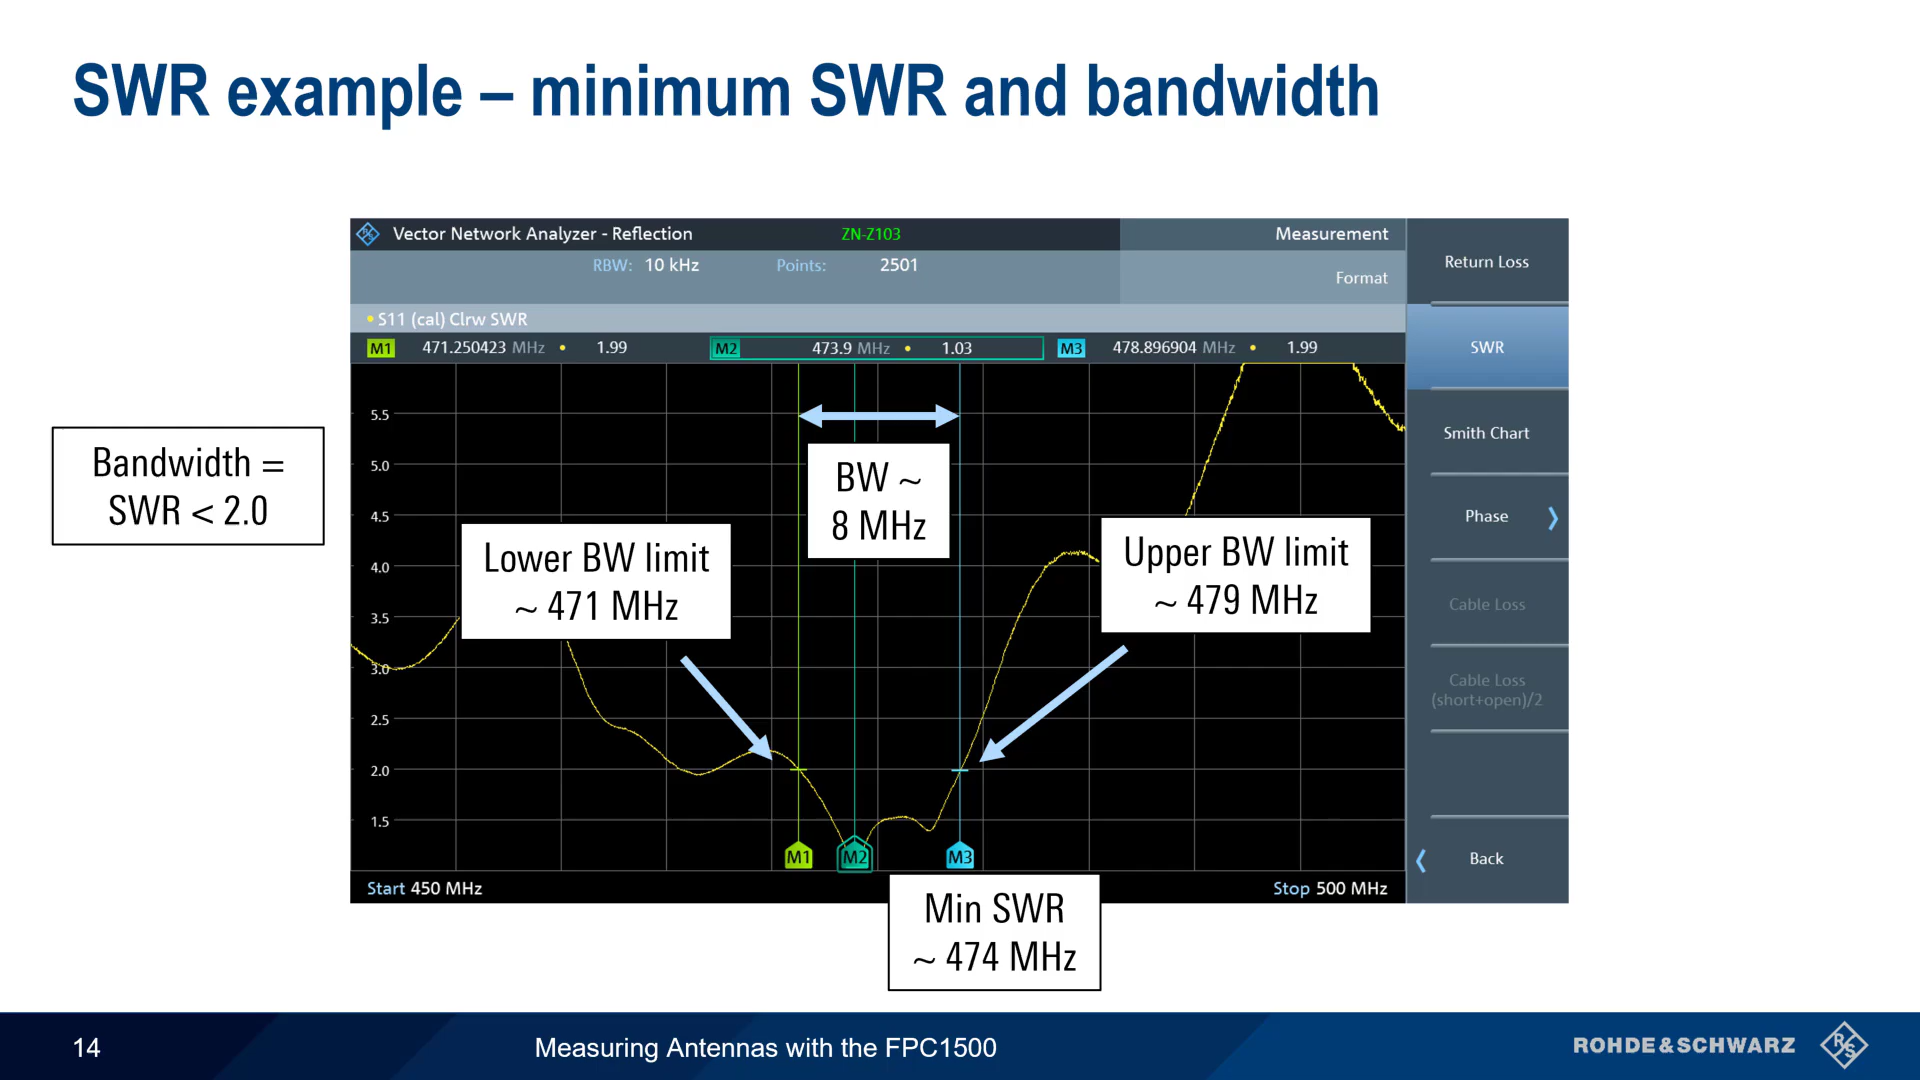 SWR example – minimum SWR and bandwidth
Vector Network Analyzer - Reflection
ZN-Z103
Measurement
RBW: 10 kHz
Points: 2501
Format
S11 (cal) Clrw SWR
M1 471.250423 MHz • 1.99
M2 473.9 MHz • 1.03
M3 478.896904 MHz • 1.99
5.5
5.0
4.5
4.0
3.5
3.0
2.5
2.0
1.5
Bandwidth =
SWR < 2.0
BW ~
8 MHz
Lower BW limit
~ 471 MHz
Upper BW limit
~ 479 MHz
M1
M2
M3
Start 450 MHz
Stop 500 MHz
Min SWR
~ 474 MHz
Return Loss
SWR
Smith Chart
Phase
Cable Loss
Cable Loss
(short+open)/2
Back
14
Measuring Antennas with the FPC1500
ROHDE&SCHWARZ
R&S